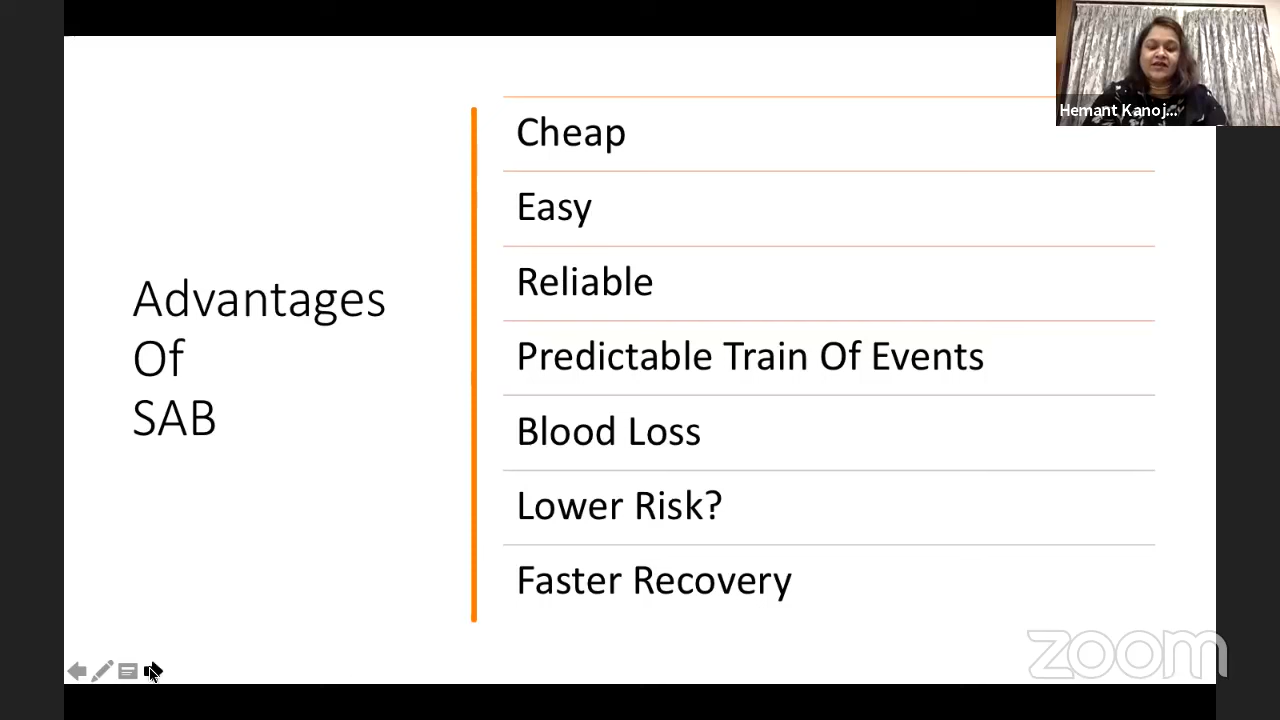 Hemant Kanoj...
Advantages
Of
SAB
Cheap
Easy
Reliable
Predictable Train Of Events
Blood Loss
Lower Risk?
Faster Recovery
zoom